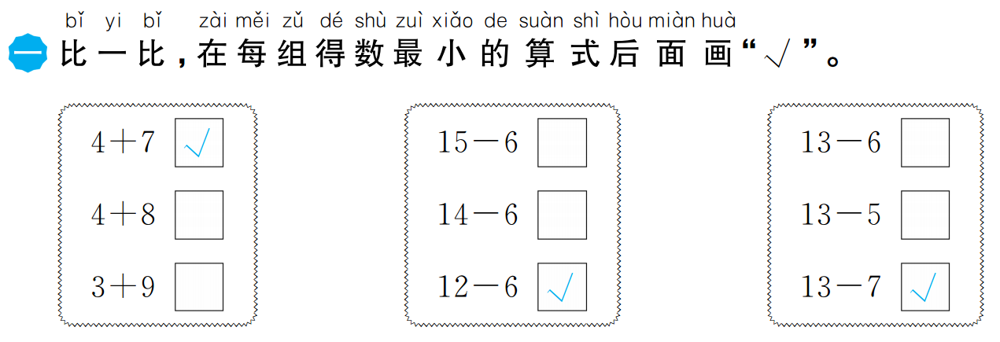 bǐ yi bǐ zài měi zǔ dé shù zuì xiǎo de suàn shì hòu miàn huà
一 比一比，在每组得数最小的算式后面画“√”。
4+7 √ 15-6 13-6
4+8 14-6 13-5
3+9 12-6 √ 13-7 √